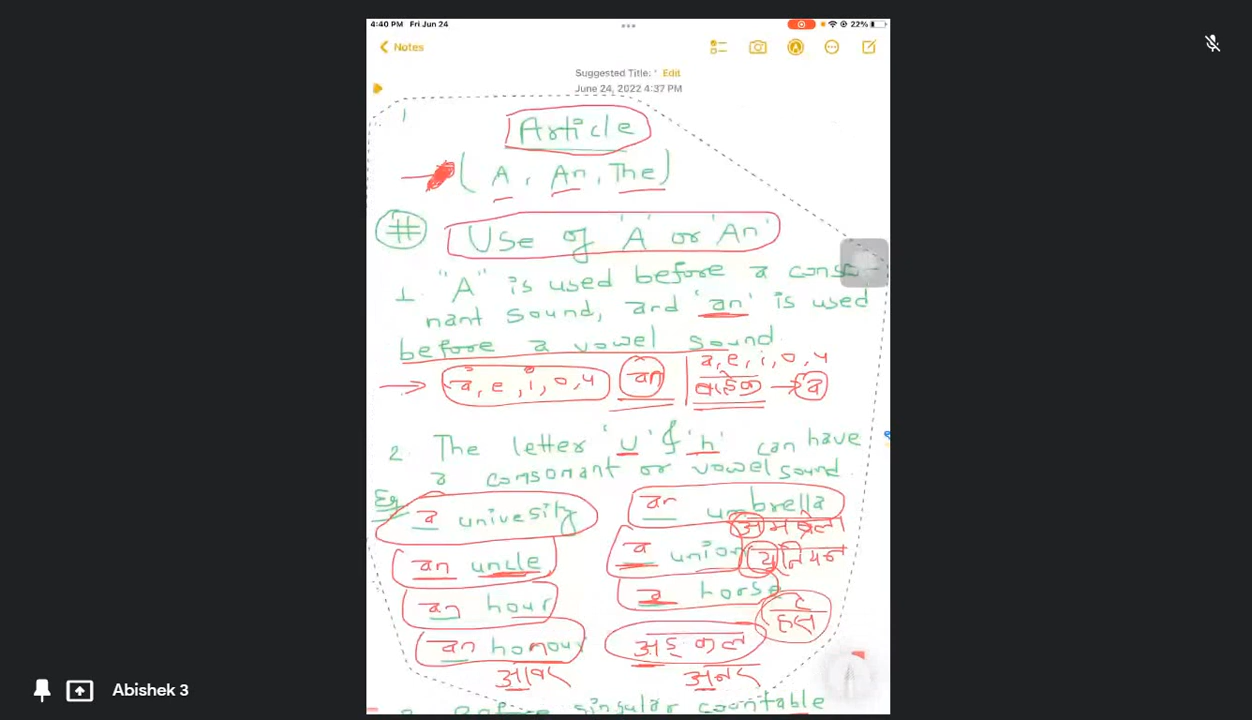 4:40 PM Fri Jun 24
22%
Notes
Suggested Title: ' Edit
June 24, 2022 4:37 PM
Article
( A, An, The)
# Use of 'A' or 'An'
1. "A" is used before a conso-
nant sound, and 'an' is used
before a vowel sound
a, e, i, o, u an a, e, i, o, u
→ a
2. The letter 'u' & 'h' can have
a consonant or vowel sound
Ex
a univesity an umbrella
अमब्रेला
an uncle a union यूनियन
an hour a horse
an honour
आवर अनर
Abishek 3
singular countable